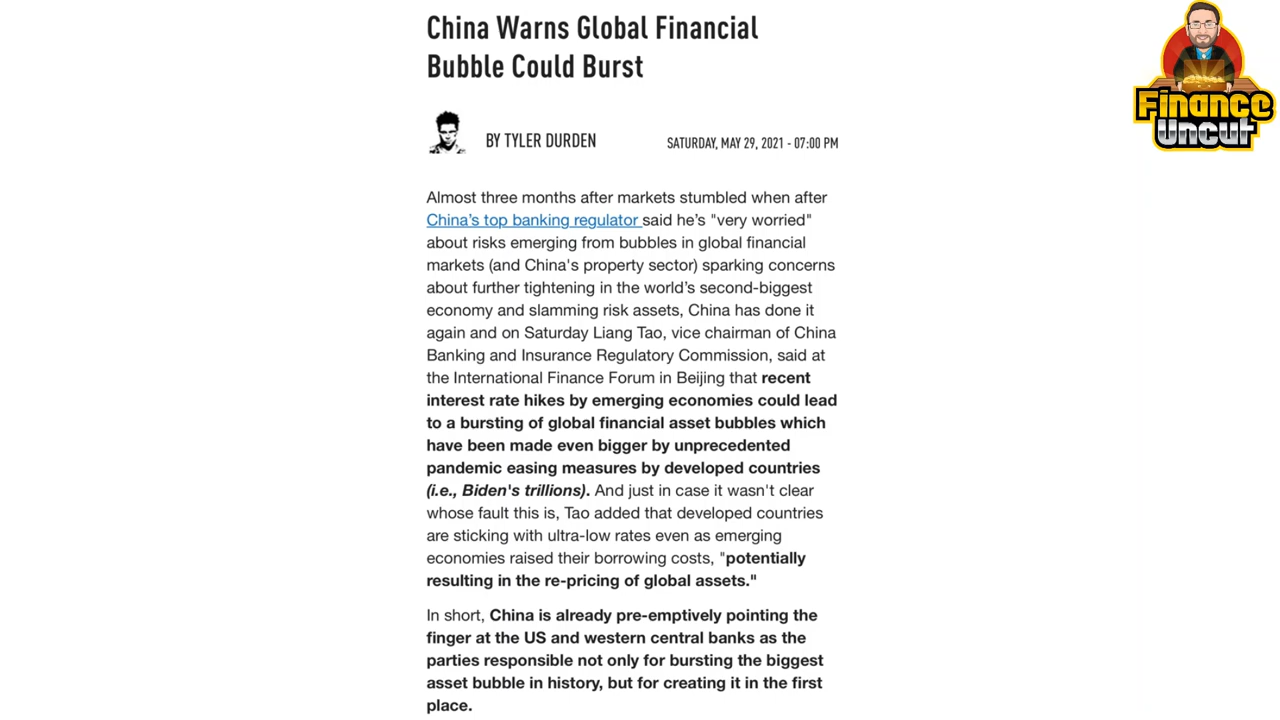 China Warns Global Financial
Bubble Could Burst
BY TYLER DURDEN
SATURDAY, MAY 29, 2021 - 07:00 PM
Finance
Uncut
Almost three months after markets stumbled when after
China’s top banking regulator said he’s "very worried"
about risks emerging from bubbles in global financial
markets (and China's property sector) sparking concerns
about further tightening in the world’s second-biggest
economy and slamming risk assets, China has done it
again and on Saturday Liang Tao, vice chairman of China
Banking and Insurance Regulatory Commission, said at
the International Finance Forum in Beijing that recent
interest rate hikes by emerging economies could lead
to a bursting of global financial asset bubbles which
have been made even bigger by unprecedented
pandemic easing measures by developed countries
(i.e., Biden's trillions). And just in case it wasn't clear
whose fault this is, Tao added that developed countries
are sticking with ultra-low rates even as emerging
economies raised their borrowing costs, "potentially
resulting in the re-pricing of global assets."
In short, China is already pre-emptively pointing the
finger at the US and western central banks as the
parties responsible not only for bursting the biggest
asset bubble in history, but for creating it in the first
place.